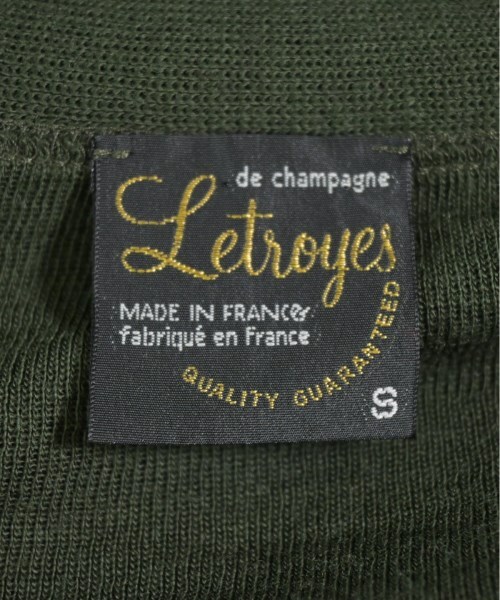 de champagne
Letroyes
MADE IN FRANCE
fabriqué en France
QUALITY GUARANTEED
S